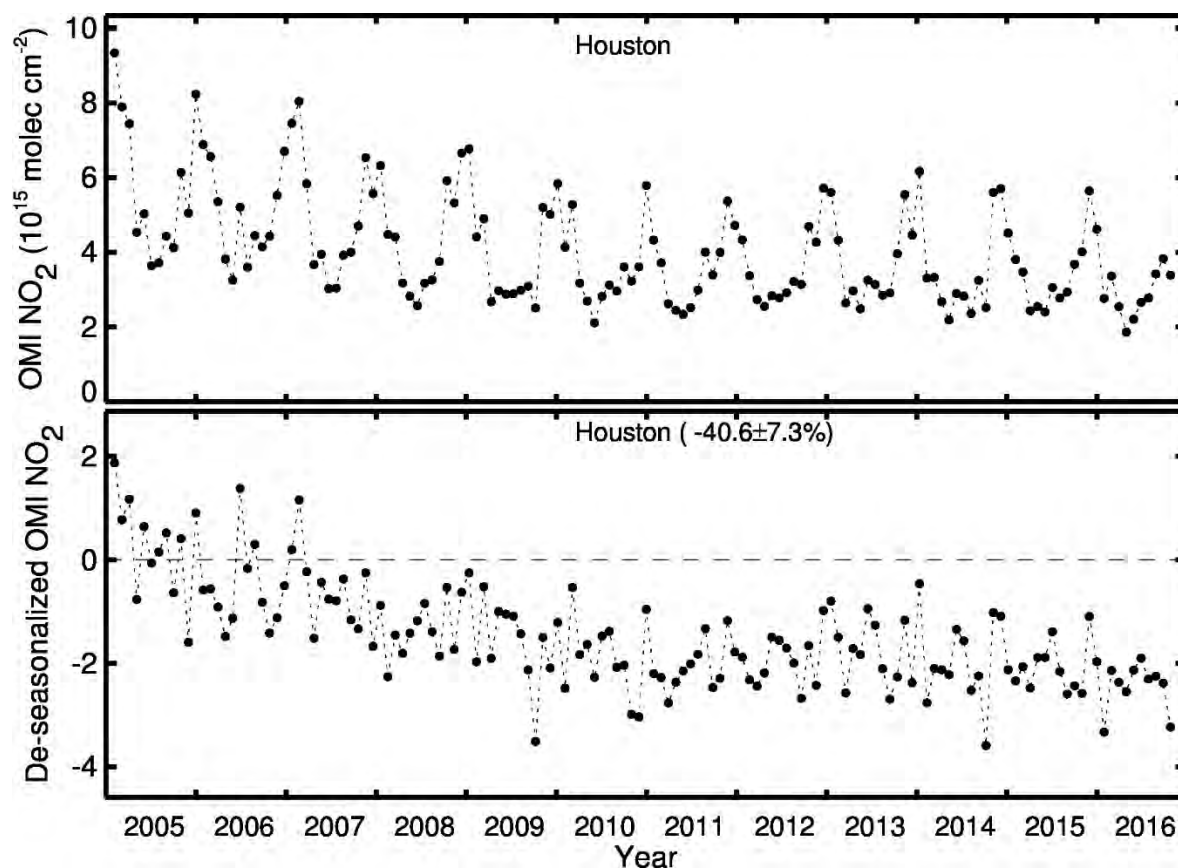 OMI NO2 (10^15 molec cm^-2)
10
8
6
4
2
0
Houston
De-seasonalized OMI NO2
2
0
-2
-4
Houston ( -40.6±7.3%)
2005 2006 2007 2008 2009 2010 2011 2012 2013 2014 2015 2016
Year